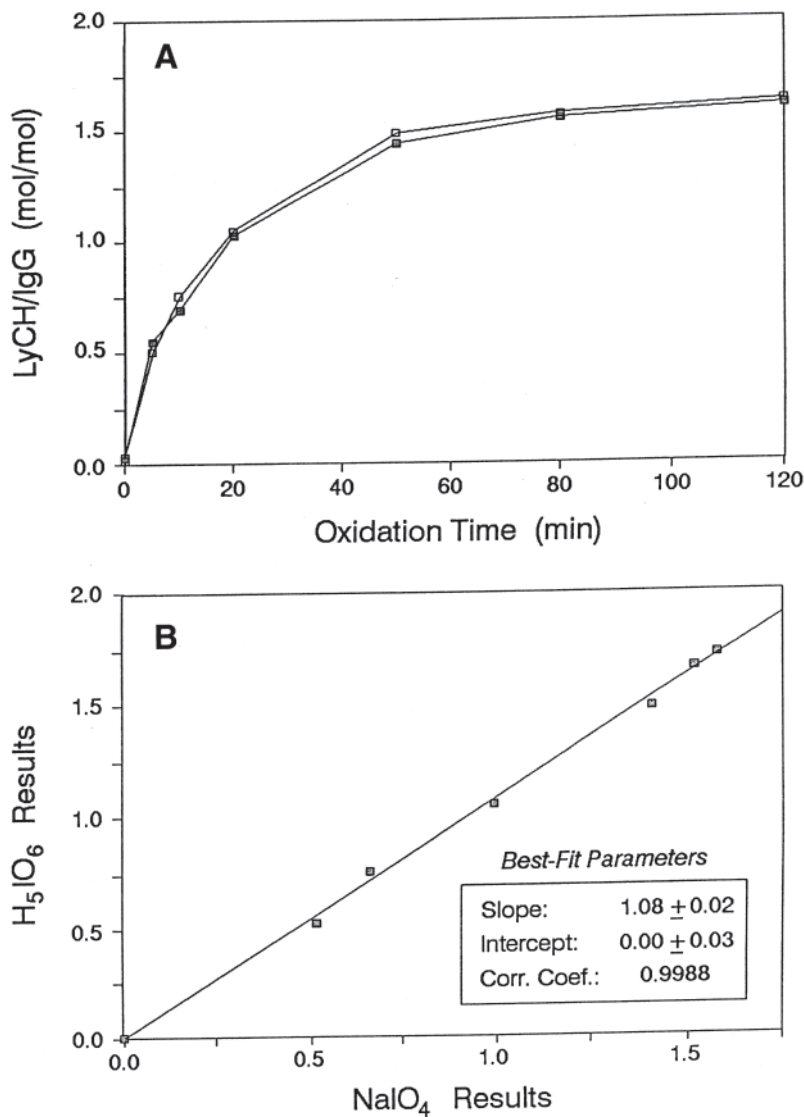 A
LyCH/IgG (mol/mol)
2.0
1.5
1.0
0.5
0.0
0 20 40 60 80 100 120
Oxidation Time (min)
B
H₅IO₆ Results
2.0
1.5
1.0
0.5
0.0
Best-Fit Parameters
Slope: 1.08 ± 0.02
Intercept: 0.00 ± 0.03
Corr. Coef.: 0.9988
0.0 0.5 1.0 1.5
NaIO₄ Results